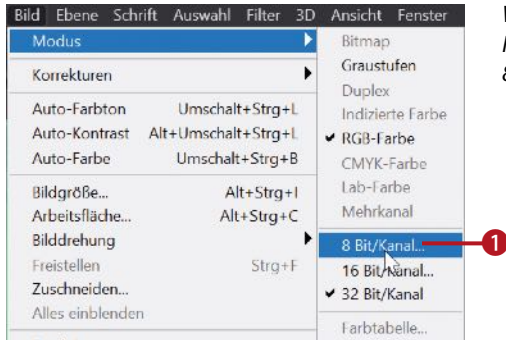 Bild Ebene Schrift Auswahl Filter 3D Ansicht Fenster
Modus
Korrekturen
Auto-Farbton Umschalt+Strg+L
Auto-Kontrast Alt+Umschalt+Strg+L
Auto-Farbe Umschalt+Strg+B
Bildgröße... Alt+Strg+I
Arbeitsfläche... Alt+Strg+C
Bilddrehung
Freistellen Strg+F
Zuschneiden...
Alles einblenden
Bitmap
Graustufen
Duplex
Indizierte Farbe
✔ RGB-Farbe
CMYK-Farbe
Lab-Farbe
Mehrkanal
8 Bit/Kanal...
16 Bit/Kanal...
✔ 32 Bit/Kanal
Farbtabelle...
1